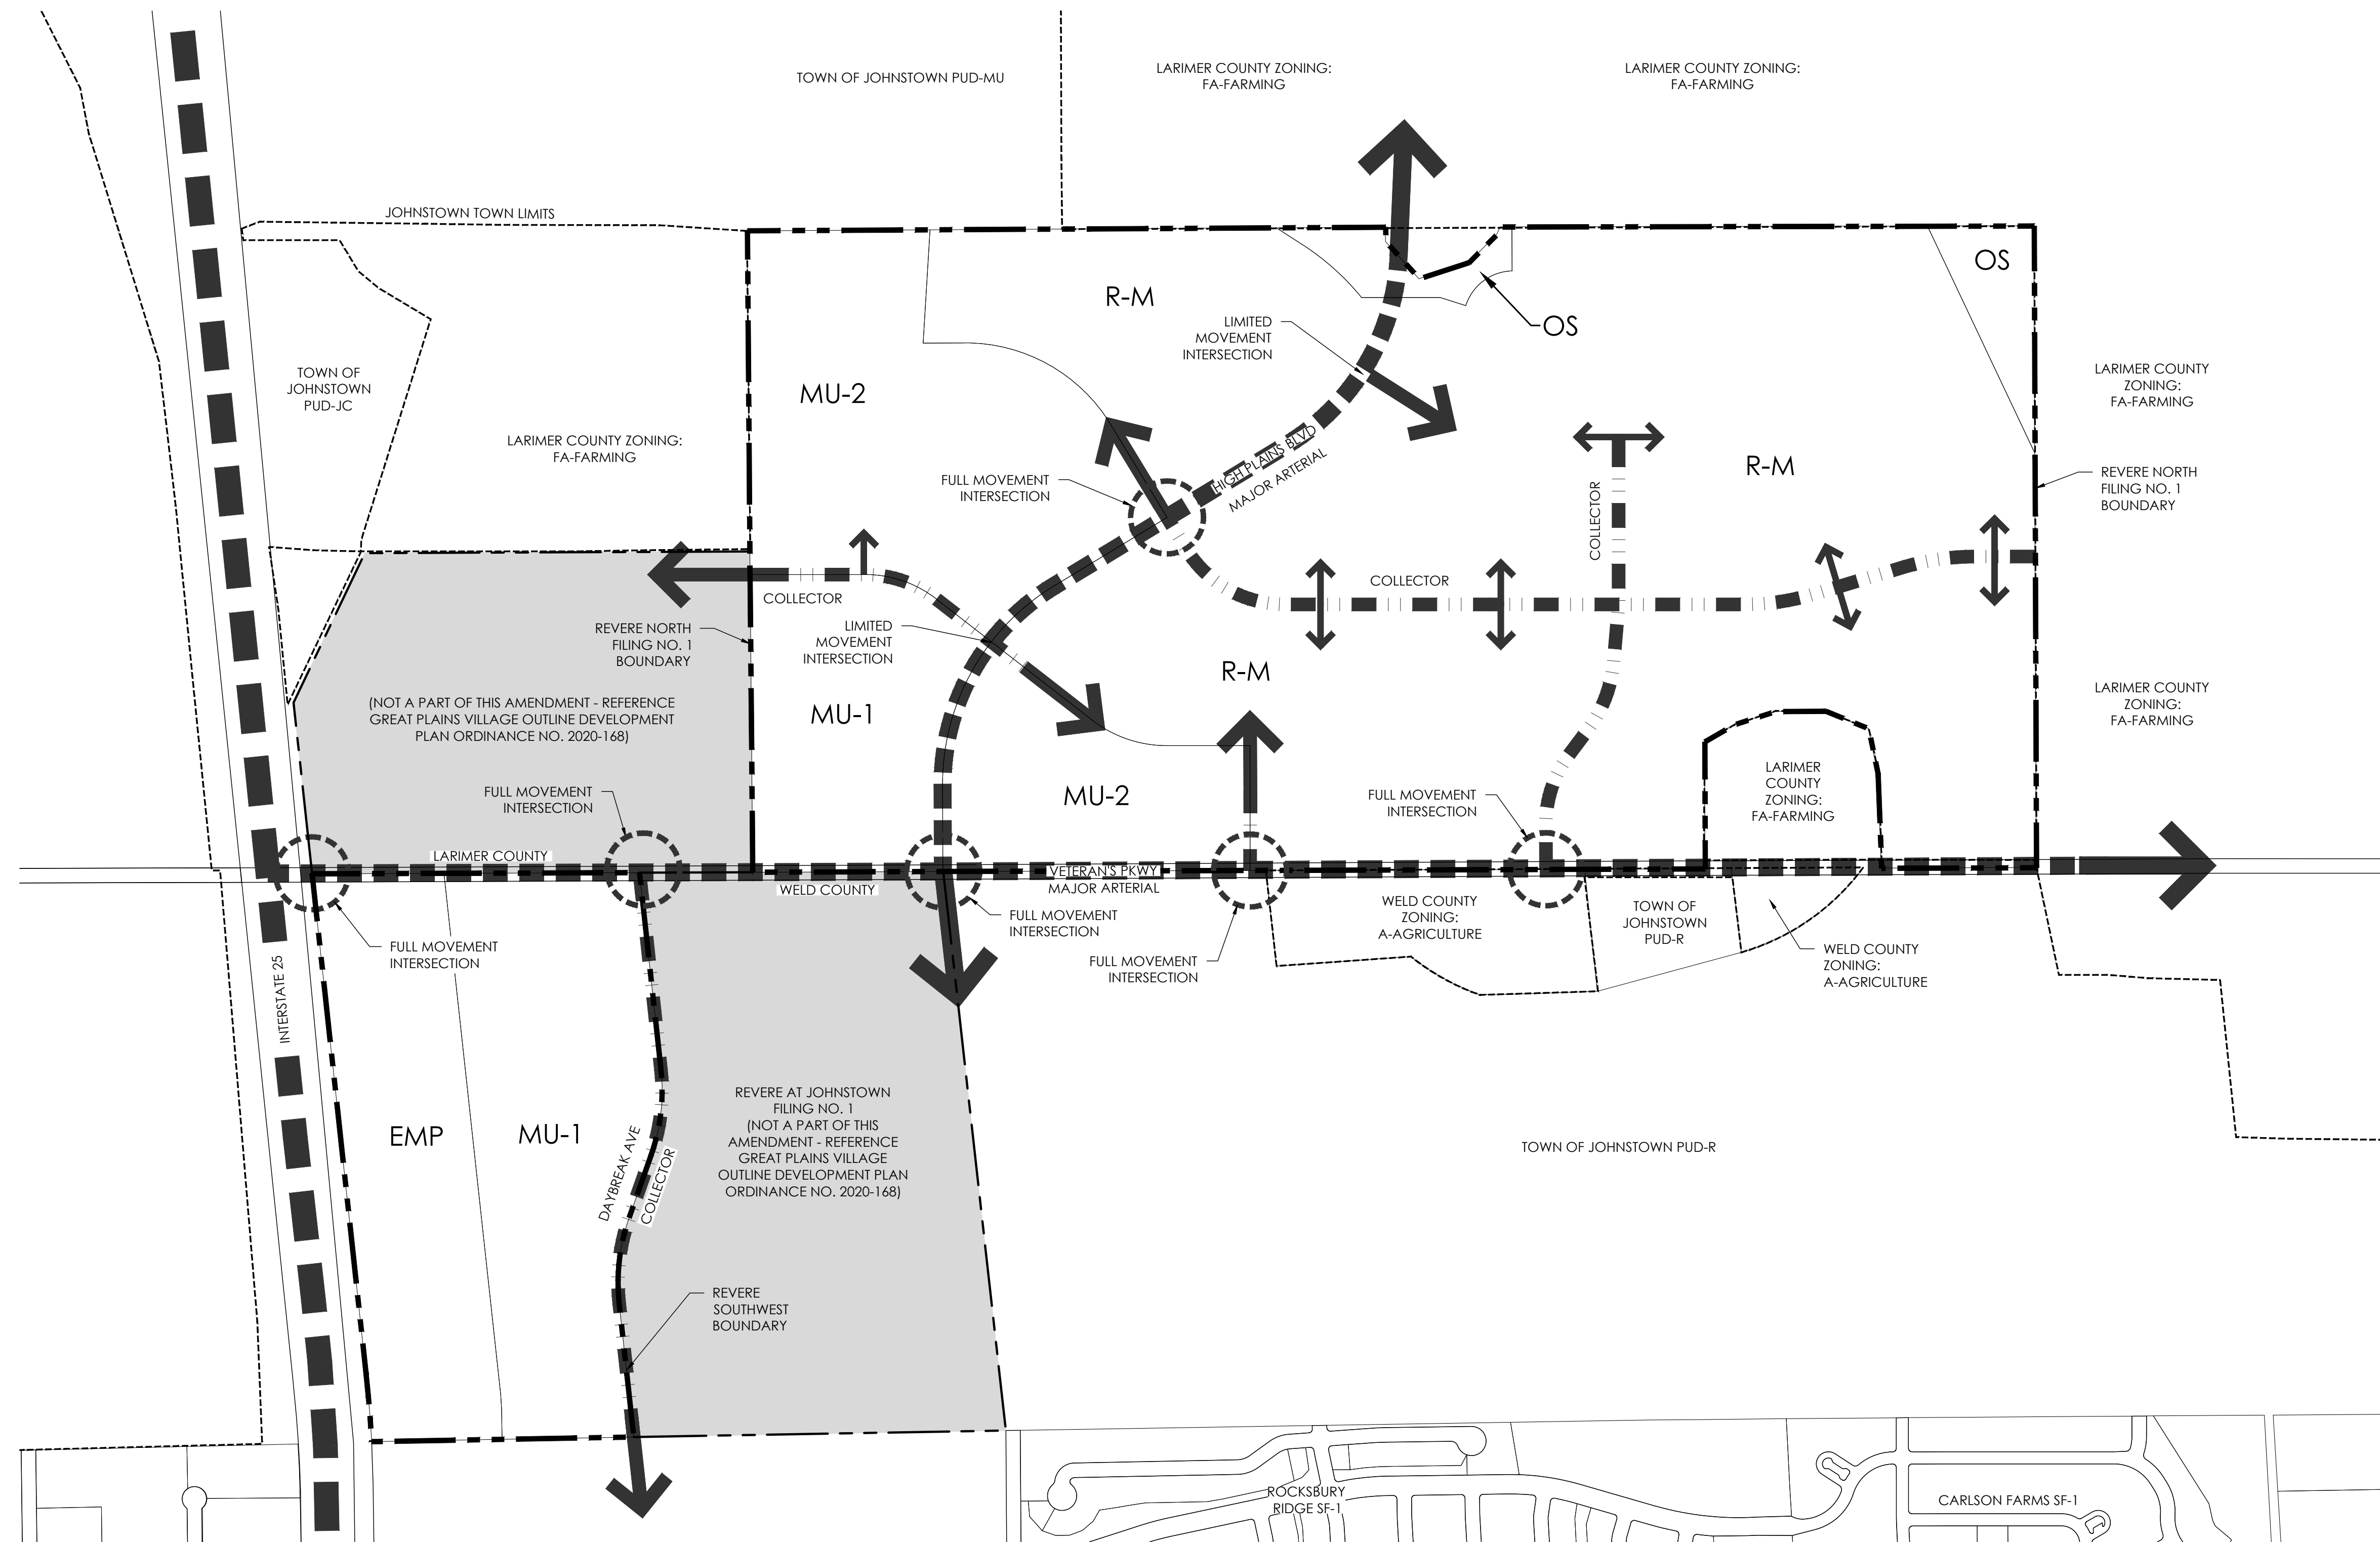 LARIMER COUNTY ZONING:
FA-FARMING
LARIMER COUNTY ZONING:
FA-FARMING
TOWN OF JOHNSTOWN PUD-MU
JOHNSTOWN TOWN LIMITS
OS
R-M
OS
LIMITED
MOVEMENT
INTERSECTION
TOWN OF
JOHNSTOWN
PUD-JC
MU-2
LARIMER COUNTY
ZONING:
FA-FARMING
LARIMER COUNTY ZONING:
FA-FARMING
HIGH PLAINS BLVD
MAJOR ARTERIAL
R-M
FULL MOVEMENT
INTERSECTION
REVERE NORTH
FILING NO. 1
BOUNDARY
COLLECTOR
COLLECTOR
COLLECTOR
REVERE NORTH
FILING NO. 1
BOUNDARY
LIMITED
MOVEMENT
INTERSECTION
R-M
(NOT A PART OF THIS AMENDMENT - REFERENCE
GREAT PLAINS VILLAGE OUTLINE DEVELOPMENT
PLAN ORDINANCE NO. 2020-168)
MU-1
LARIMER COUNTY
ZONING:
FA-FARMING
LARIMER
COUNTY
ZONING:
FA-FARMING
FULL MOVEMENT
INTERSECTION
MU-2
FULL MOVEMENT
INTERSECTION
LARIMER COUNTY
WELD COUNTY
VETERAN'S PKWY
MAJOR ARTERIAL
FULL MOVEMENT
INTERSECTION
WELD COUNTY
ZONING:
A-AGRICULTURE
TOWN OF
JOHNSTOWN
PUD-R
FULL MOVEMENT
INTERSECTION
FULL MOVEMENT
INTERSECTION
WELD COUNTY
ZONING:
A-AGRICULTURE
INTERSTATE 25
EMP
MU-1
DAYBREAK AVE
COLLECTOR
REVERE AT JOHNSTOWN
FILING NO. 1
(NOT A PART OF THIS
AMENDMENT - REFERENCE
GREAT PLAINS VILLAGE
OUTLINE DEVELOPMENT PLAN
ORDINANCE NO. 2020-168)
TOWN OF JOHNSTOWN PUD-R
REVERE
SOUTHWEST
BOUNDARY
ROCKSBURY
RIDGE SF-1
CARLSON FARMS SF-1